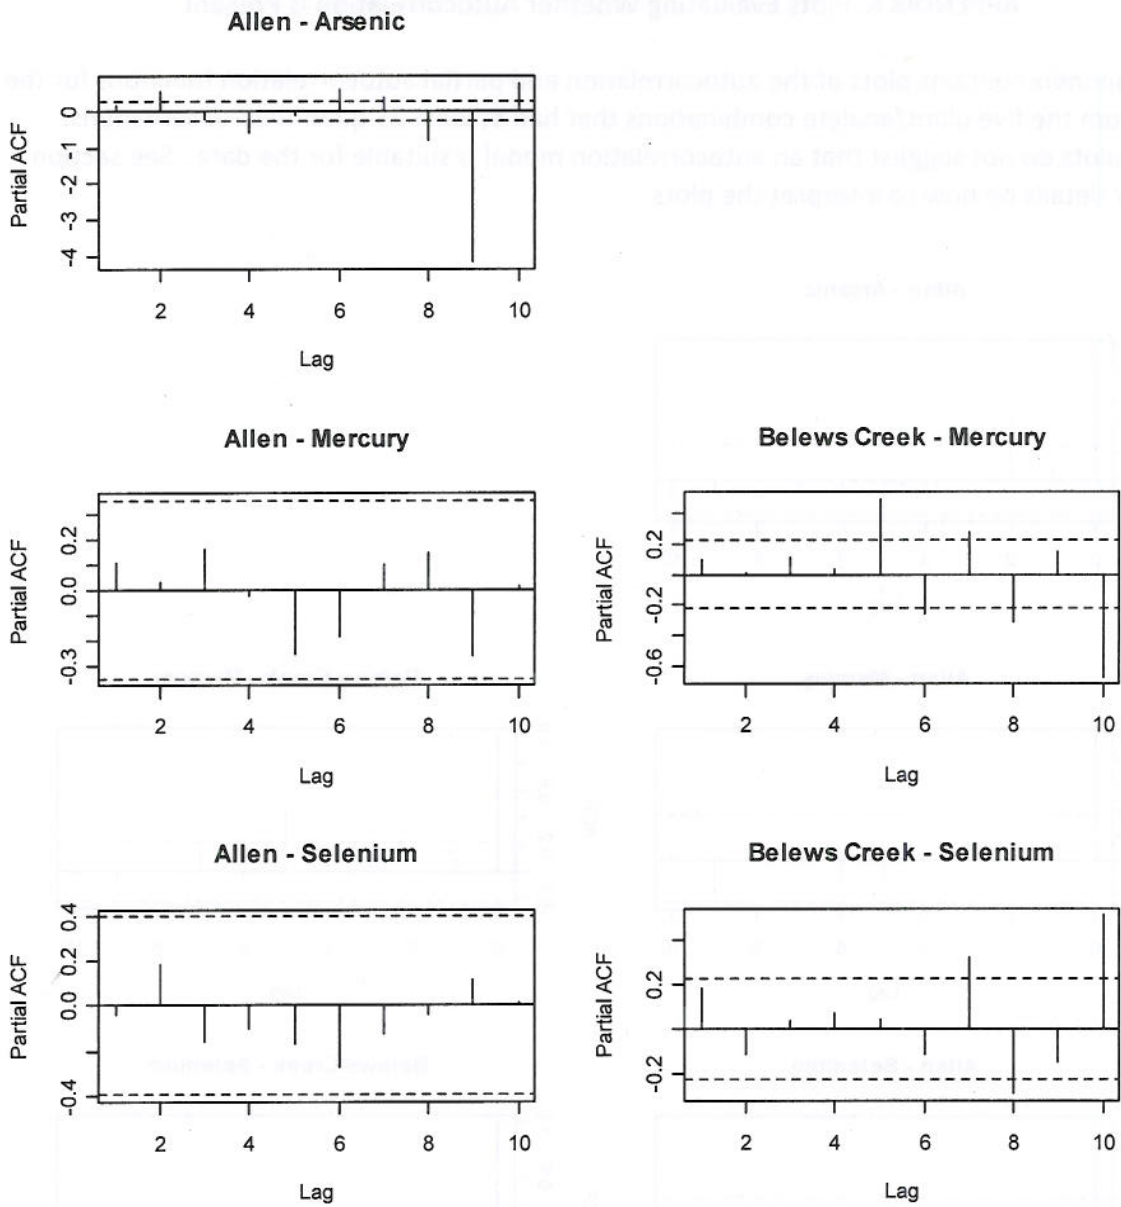 Allen - Arsenic
Partial ACF
0
-1
-2
-3
-4
2 4 6 8 10
Lag
Allen - Mercury
Partial ACF
0.2
0.0
-0.3
2 4 6 8 10
Lag
Belews Creek - Mercury
Partial ACF
0.2
-0.2
-0.6
2 4 6 8 10
Lag
Allen - Selenium
Partial ACF
0.4
0.2
0.0
-0.4
2 4 6 8 10
Lag
Belews Creek - Selenium
Partial ACF
0.2
-0.2
2 4 6 8 10
Lag